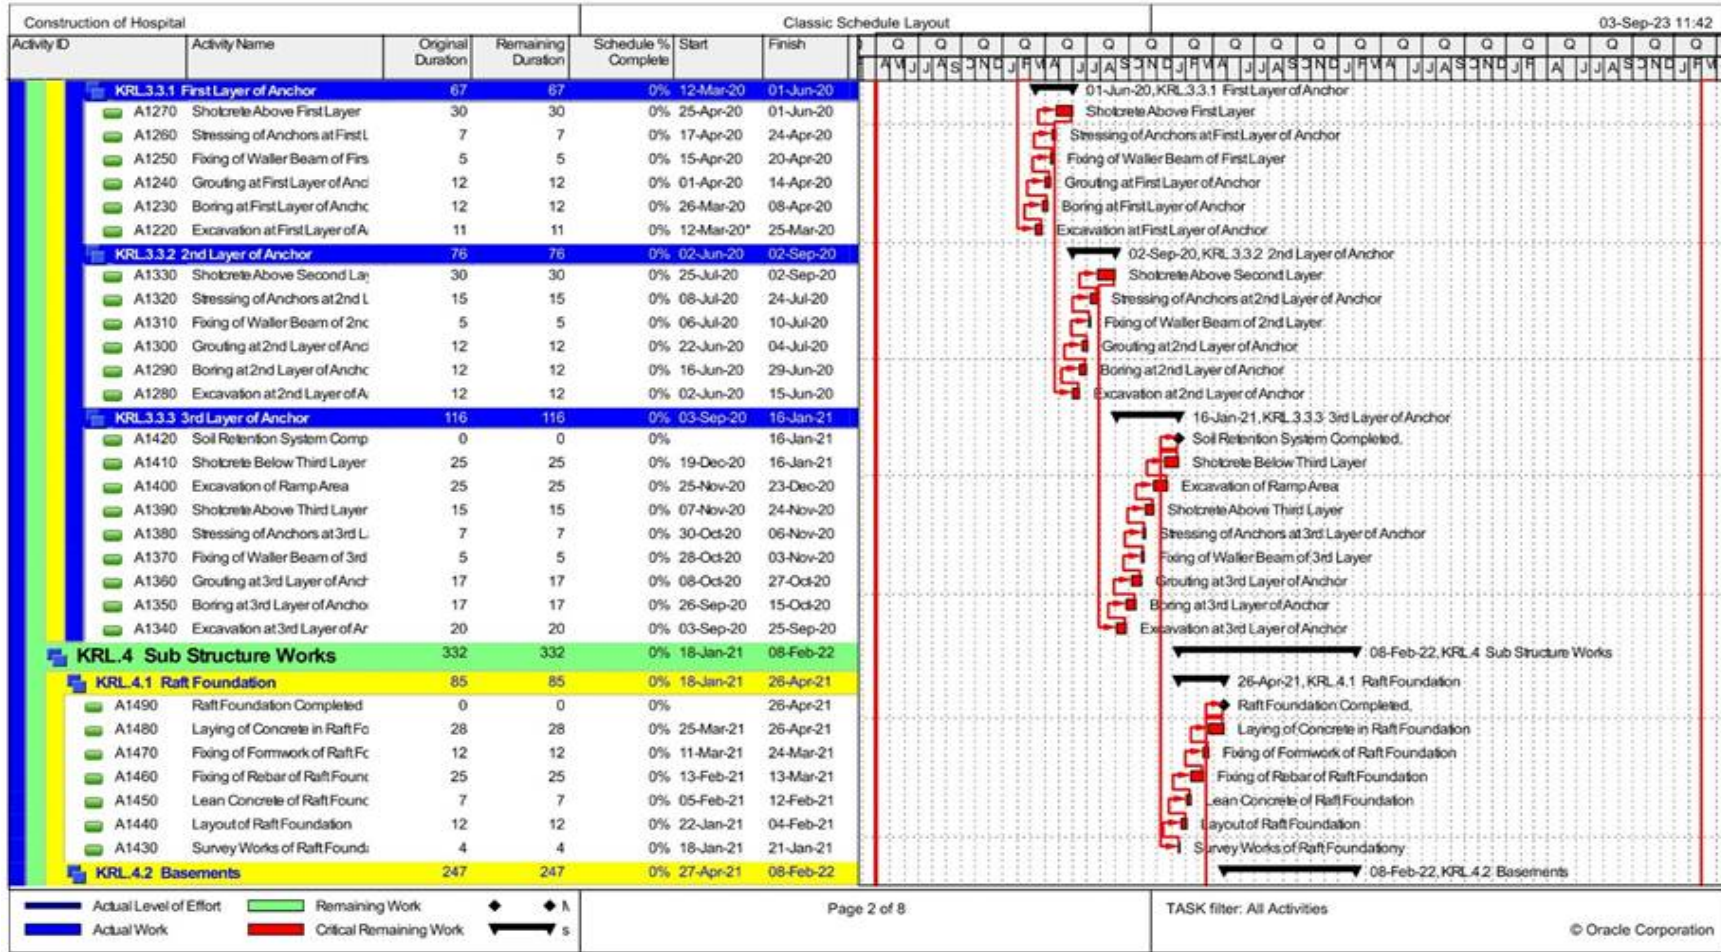 Construction of Hospital Classic Schedule Layout 03-Sep-23 11:42
Activity ID Activity Name Original Duration Remaining Duration Schedule % Complete Start Finish
KRL.3.3.1 First Layer of Anchor 67 67 0% 12-Mar-20 01-Jun-20 01-Jun-20, KRL.3.3.1 First Layer of Anchor
A1270 Shotcrete Above First Layer 30 30 0% 25-Apr-20 01-Jun-20 Shotcrete Above First Layer
A1260 Stressing of Anchors at First L 7 7 0% 17-Apr-20 24-Apr-20 Stressing of Anchors at First Layer of Anchor
A1250 Fixing of Waller Beam of Firs 5 5 0% 15-Apr-20 20-Apr-20 Fixing of Waller Beam of First Layer
A1240 Grouting at First Layer of Anc 12 12 0% 01-Apr-20 14-Apr-20 Grouting at First Layer of Anchor
A1230 Boring at First Layer of Ancho 12 12 0% 26-Mar-20 08-Apr-20 Boring at First Layer of Anchor
A1220 Excavation at First Layer of A 11 11 0% 12-Mar-20* 25-Mar-20 Excavation at First Layer of Anchor
KRL.3.3.2 2nd Layer of Anchor 76 76 0% 02-Jun-20 02-Sep-20 02-Sep-20, KRL.3.3.2 2nd Layer of Anchor
A1330 Shotcrete Above Second Lay 30 30 0% 25-Jul-20 02-Sep-20 Shotcrete Above Second Layer
A1320 Stressing of Anchors at 2nd L 15 15 0% 08-Jul-20 24-Jul-20 Stressing of Anchors at 2nd Layer of Anchor
A1310 Fixing of Waller Beam of 2nc 5 5 0% 06-Jul-20 10-Jul-20 Fixing of Waller Beam of 2nd Layer
A1300 Grouting at 2nd Layer of Anc 12 12 0% 22-Jun-20 04-Jul-20 Grouting at 2nd Layer of Anchor
A1290 Boring at 2nd Layer of Ancho 12 12 0% 16-Jun-20 29-Jun-20 Boring at 2nd Layer of Anchor
A1280 Excavation at 2nd Layer of A 12 12 0% 02-Jun-20 15-Jun-20 Excavation at 2nd Layer of Anchor
KRL.3.3.3 3rd Layer of Anchor 116 116 0% 03-Sep-20 16-Jan-21 16-Jan-21, KRL.3.3.3 3rd Layer of Anchor
A1420 Soil Retention System Comp 0 0 0% 16-Jan-21 Soil Retention System Completed,
A1410 Shotcrete Below Third Layer 25 25 0% 19-Dec-20 16-Jan-21 Shotcrete Below Third Layer
A1400 Excavation of Ramp Area 25 25 0% 25-Nov-20 23-Dec-20 Excavation of Ramp Area
A1390 Shotcrete Above Third Layer 15 15 0% 07-Nov-20 24-Nov-20 Shotcrete Above Third Layer
A1380 Stressing of Anchors at 3rd L 7 7 0% 30-Oct-20 06-Nov-20 Stressing of Anchors at 3rd Layer of Anchor
A1370 Fixing of Waller Beam of 3rd 5 5 0% 28-Oct-20 03-Nov-20 Fixing of Waller Beam of 3rd Layer
A1360 Grouting at 3rd Layer of Anch 17 17 0% 08-Oct-20 27-Oct-20 Grouting at 3rd Layer of Anchor
A1350 Boring at 3rd Layer of Ancho 17 17 0% 26-Sep-20 15-Oct-20 Boring at 3rd Layer of Anchor
A1340 Excavation at 3rd Layer of Ar 20 20 0% 03-Sep-20 25-Sep-20 Excavation at 3rd Layer of Anchor
KRL.4 Sub Structure Works 332 332 0% 18-Jan-21 08-Feb-22 08-Feb-22, KRL.4 Sub Structure Works
KRL.4.1 Raft Foundation 85 85 0% 18-Jan-21 26-Apr-21 26-Apr-21, KRL.4.1 Raft Foundation
A1490 Raft Foundation Completed 0 0 0% 26-Apr-21 Raft Foundation Completed,
A1480 Laying of Concrete in Raft Fo 28 28 0% 25-Mar-21 26-Apr-21 Laying of Concrete in Raft Foundation
A1470 Fixing of Formwork of Raft Fc 12 12 0% 11-Mar-21 24-Mar-21 Fixing of Formwork of Raft Foundation
A1460 Fixing of Rebar of Raft Found 25 25 0% 13-Feb-21 13-Mar-21 Fixing of Rebar of Raft Foundation
A1450 Lean Concrete of Raft Found 7 7 0% 05-Feb-21 12-Feb-21 Lean Concrete of Raft Foundation
A1440 Layout of Raft Foundation 12 12 0% 22-Jan-21 04-Feb-21 Layout of Raft Foundation
A1430 Survey Works of Raft Founda 4 4 0% 18-Jan-21 21-Jan-21 Survey Works of Raft Foundationy
KRL.4.2 Basements 247 247 0% 27-Apr-21 08-Feb-22 08-Feb-22, KRL.4.2 Basements
Actual Level of Effort Remaining Work Page 2 of 8 TASK filter: All Activities
Actual Work Critical Remaining Work s © Oracle Corporation